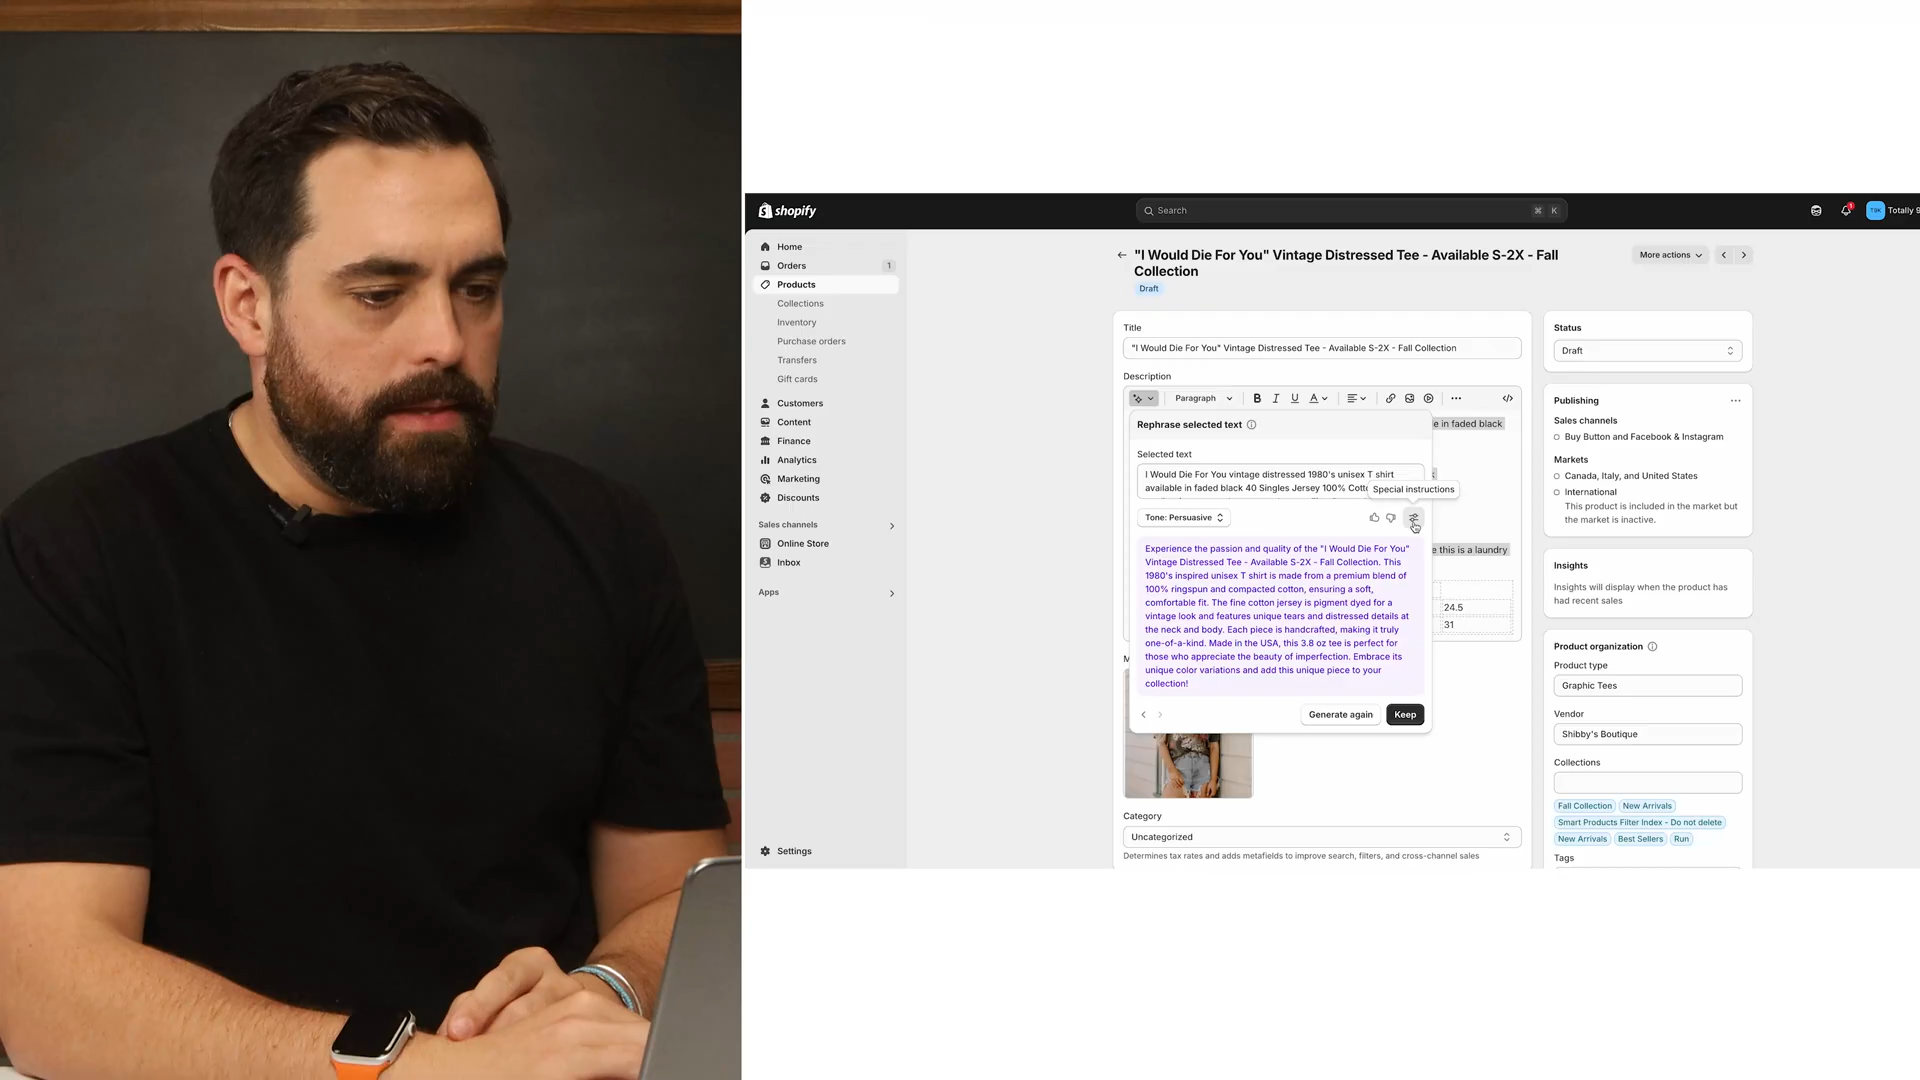 shopify
Search
⌘ K
Totally 9
Home
Orders 1
Products
Collections
Inventory
Purchase orders
Transfers
Gift cards
Customers
Content
Finance
Analytics
Marketing
Discounts
Sales channels
Online Store
Inbox
Apps
Settings
"I Would Die For You" Vintage Distressed Tee - Available S-2X - Fall
Collection
Draft
More actions
Title
"I Would Die For You" Vintage Distressed Tee - Available S-2X - Fall Collection
Description
Paragraph B I U A </>
Rephrase selected text
e in faded black
Selected text
I Would Die For You vintage distressed 1980's unisex T shirt
available in faded black 40 Singles Jersey 100%
Special instructions
Tone: Persuasive
Experience the passion and quality of the "I Would Die For You"
Vintage Distressed Tee - Available S-2X - Fall Collection. This
1980's inspired unisex T shirt is made from a premium blend of
100% ringspun and compacted cotton, ensuring a soft,
comfortable fit. The fine cotton jersey is pigment dyed for a
vintage look and features unique tears and distressed details at
the neck and body. Each piece is handcrafted, making it truly
one-of-a-kind. Made in the USA, this 3.8 oz tee is perfect for
those who appreciate the beauty of imperfection. Embrace its
unique color variations and add this unique piece to your
collection!
e this is a laundry
24.5
31
Generate again
Keep
M
Category
Uncategorized
Determines tax rates and adds metafields to improve search, filters, and cross-channel sales
Status
Draft
Publishing
Sales channels
Buy Button and Facebook & Instagram
Markets
Canada, Italy, and United States
International
This product is included in the market but
the market is inactive.
Insights
Insights will display when the product has
had recent sales
Product organization
Product type
Graphic Tees
Vendor
Shibby's Boutique
Collections
Fall Collection New Arrivals
Smart Products Filter Index - Do not delete
New Arrivals Best Sellers Run
Tags